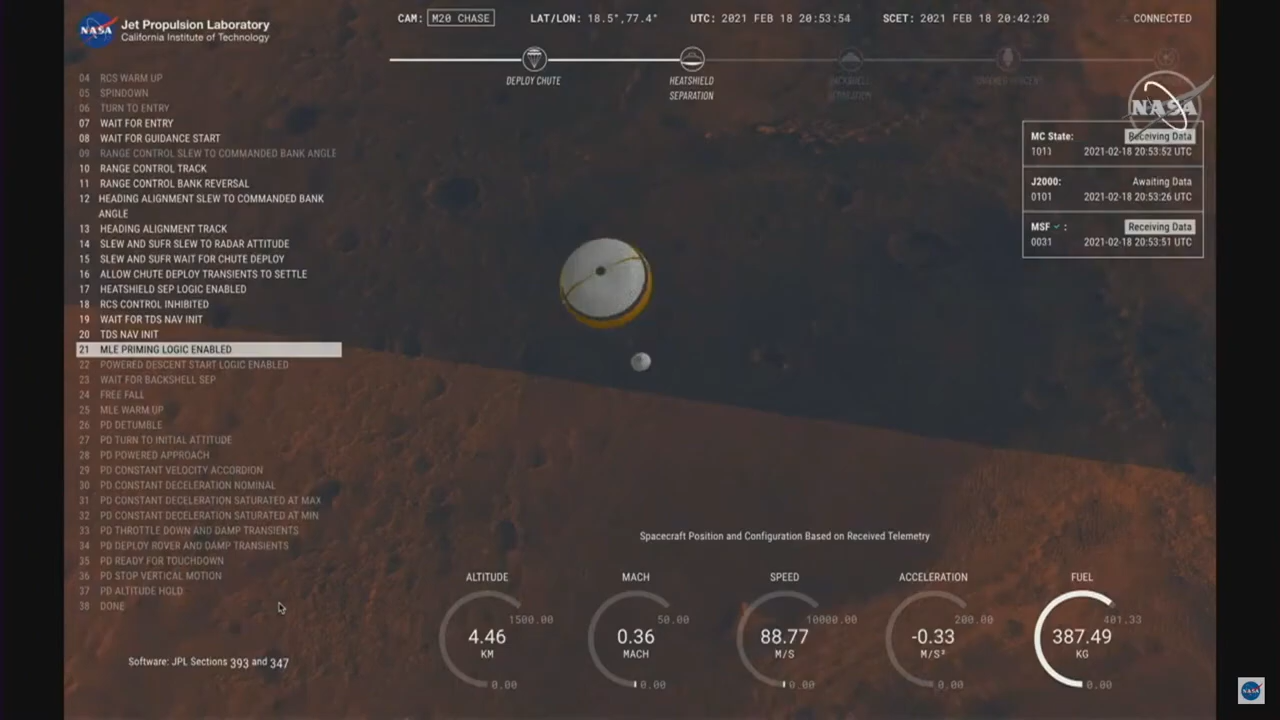 NASA
Jet Propulsion Laboratory
California Institute of Technology
CAM: M20 CHASE
LAT/LON: 18.5°,77.4°
UTC: 2021 FEB 18 20:53:54
SCET: 2021 FEB 18 20:42:20
CONNECTED
DEPLOY CHUTE
HEATSHIELD
SEPARATION
BACKSHELL
SEPARATION
POWERED DESCENT
NASA
MC State: Receiving Data
1011 2021-02-18 20:53:52 UTC
J2000: Awaiting Data
0101 2021-02-18 20:53:26 UTC
MSF ✓ : Receiving Data
0031 2021-02-18 20:53:51 UTC
04 RCS WARM UP
05 SPINDOWN
06 TURN TO ENTRY
07 WAIT FOR ENTRY
08 WAIT FOR GUIDANCE START
09 RANGE CONTROL SLEW TO COMMANDED BANK ANGLE
10 RANGE CONTROL TRACK
11 RANGE CONTROL BANK REVERSAL
12 HEADING ALIGNMENT SLEW TO COMMANDED BANK
ANGLE
13 HEADING ALIGNMENT TRACK
14 SLEW AND SUFR SLEW TO RADAR ATTITUDE
15 SLEW AND SUFR WAIT FOR CHUTE DEPLOY
16 ALLOW CHUTE DEPLOY TRANSIENTS TO SETTLE
17 HEATSHIELD SEP LOGIC ENABLED
18 RCS CONTROL INHIBITED
19 WAIT FOR TDS NAV INIT
20 TDS NAV INIT
21 MLE PRIMING LOGIC ENABLED
22 POWERED DESCENT START LOGIC ENABLED
23 WAIT FOR BACKSHELL SEP
24 FREE FALL
25 MLE WARM UP
26 PD DETUMBLE
27 PD TURN TO INITIAL ATTITUDE
28 PD POWERED APPROACH
29 PD CONSTANT VELOCITY ACCORDION
30 PD CONSTANT DECELERATION NOMINAL
31 PD CONSTANT DECELERATION SATURATED AT MAX
32 PD CONSTANT DECELERATION SATURATED AT MIN
33 PD THROTTLE DOWN AND DAMP TRANSIENTS
34 PD DEPLOY ROVER AND DAMP TRANSIENTS
35 PD READY FOR TOUCHDOWN
36 PD STOP VERTICAL MOTION
37 PD ALTITUDE HOLD
38 DONE
Software: JPL Sections 393 and 347
Spacecraft Position and Configuration Based on Received Telemetry
ALTITUDE
1500.00
4.46
KM
0.00
MACH
50.00
0.36
MACH
0.00
SPEED
10000.00
88.77
M/S
0.00
ACCELERATION
200.00
-0.33
M/S²
0.00
FUEL
401.33
387.49
KG
0.00
NASA